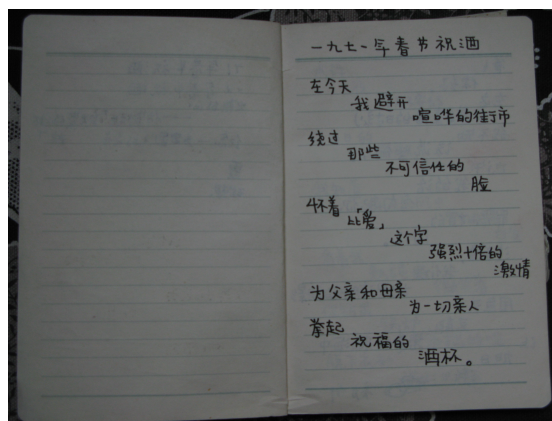 一九七一年春节祝酒
在今天
我避开
喧哗的街市
绕过
那些
不可信任的
脸
怀着
比「爱」
这个字
强烈十倍的
激情
为父亲和母亲
为一切亲人
举起
祝福的
酒杯。